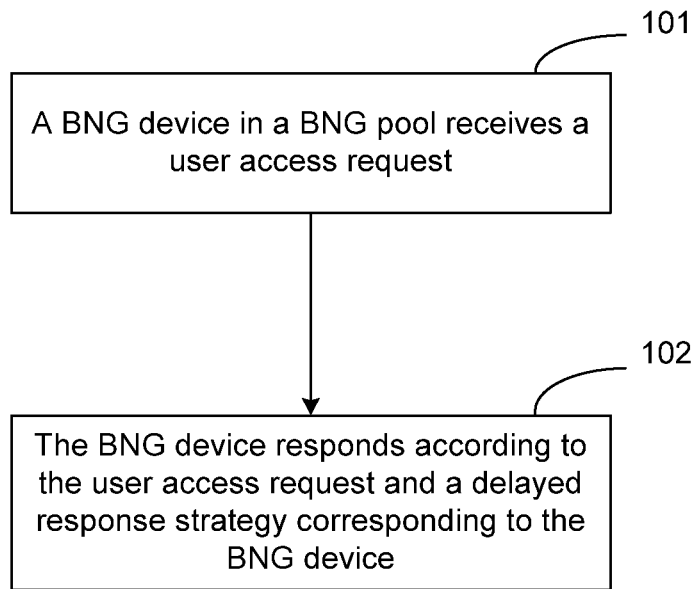 101
A BNG device in a BNG pool receives a
user access request
102
The BNG device responds according to
the user access request and a delayed
response strategy corresponding to the
BNG device